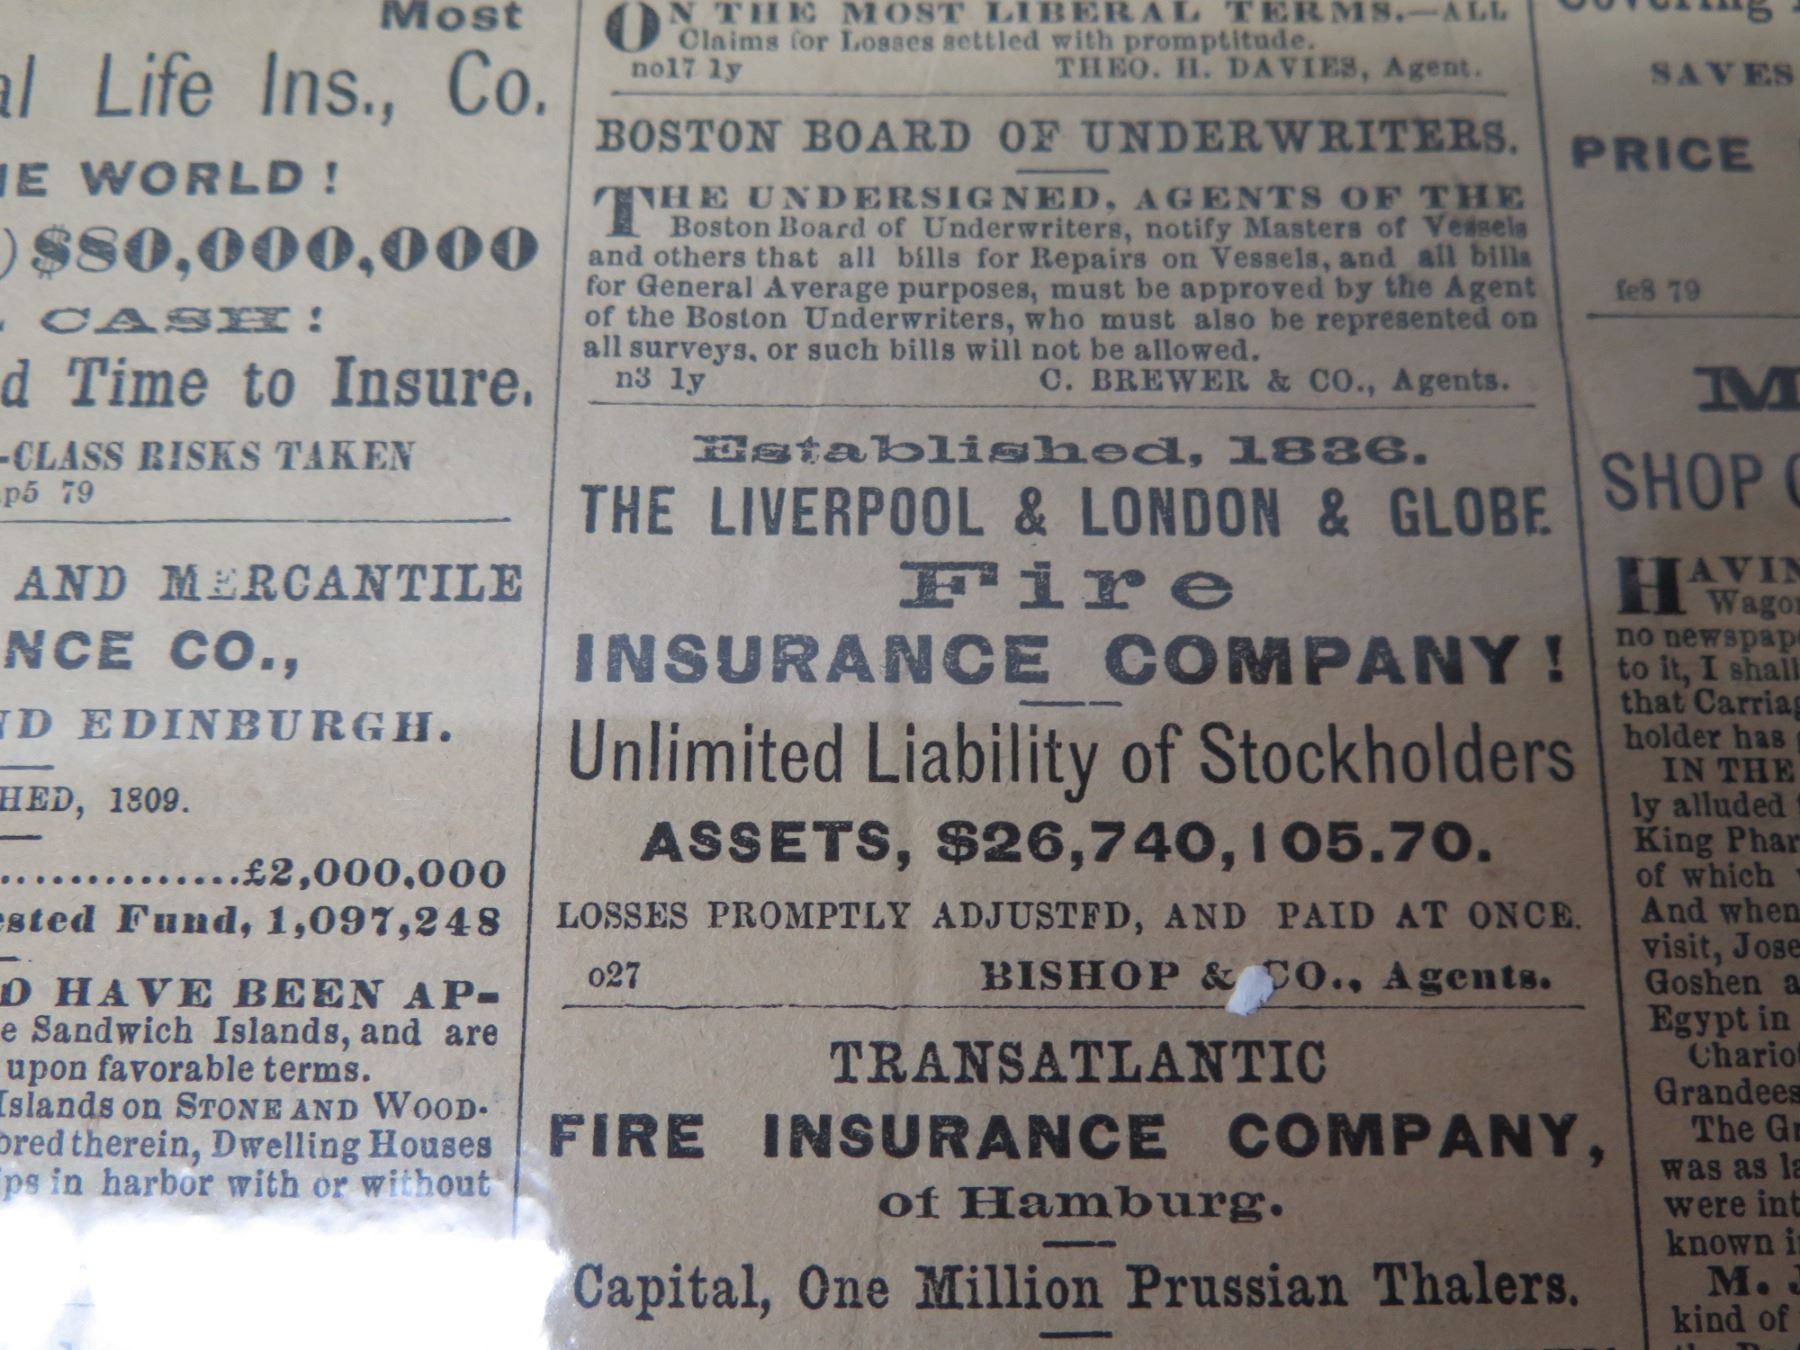 Most
al Life Ins., Co.
HE WORLD!
) $80,000,000
CASH!
d Time to Insure.
-CLASS RISKS TAKEN
ap5 79
AND MERCANTILE
NCE CO.,
ND EDINBURGH.
HED, 1809.
..............£2,000,000
ested Fund, 1,097,248
D HAVE BEEN AP-
e Sandwich Islands, and are
upon favorable terms.
Islands on STONE AND WOOD-
ored therein, Dwelling Houses
ips in harbor with or without
ON THE MOST LIBERAL TERMS.—ALL
Claims for Losses settled with promptitude.
no17 1y THEO. H. DAVIES, Agent.
BOSTON BOARD OF UNDERWRITERS.
THE UNDERSIGNED, AGENTS OF THE
Boston Board of Underwriters, notify Masters of Vessels
and others that all bills for Repairs on Vessels, and all bills
for General Average purposes, must be approved by the Agent
of the Boston Underwriters, who must also be represented on
all surveys, or such bills will not be allowed.
n3 1y C. BREWER & CO., Agents.
Established, 1836.
THE LIVERPOOL & LONDON & GLOBE
Fire
INSURANCE COMPANY!
Unlimited Liability of Stockholders
ASSETS, $26,740,105.70.
LOSSES PROMPTLY ADJUSTED, AND PAID AT ONCE.
o27 BISHOP & CO., Agents.
TRANSATLANTIC
FIRE INSURANCE COMPANY,
of Hamburg.
Capital, One Million Prussian Thalers.
Covering
SAVES
PRICE
fe8 79
M
SHOP
HAVIN
Wagon
no newspape
to it, I shall
that Carriag
holder has
IN THE
ly alluded
King Phar
of which
And when
visit, Jose
Goshen a
Egypt in
Chario
Grandees
The Gr
was as la
were int
known i
M. J
kind of